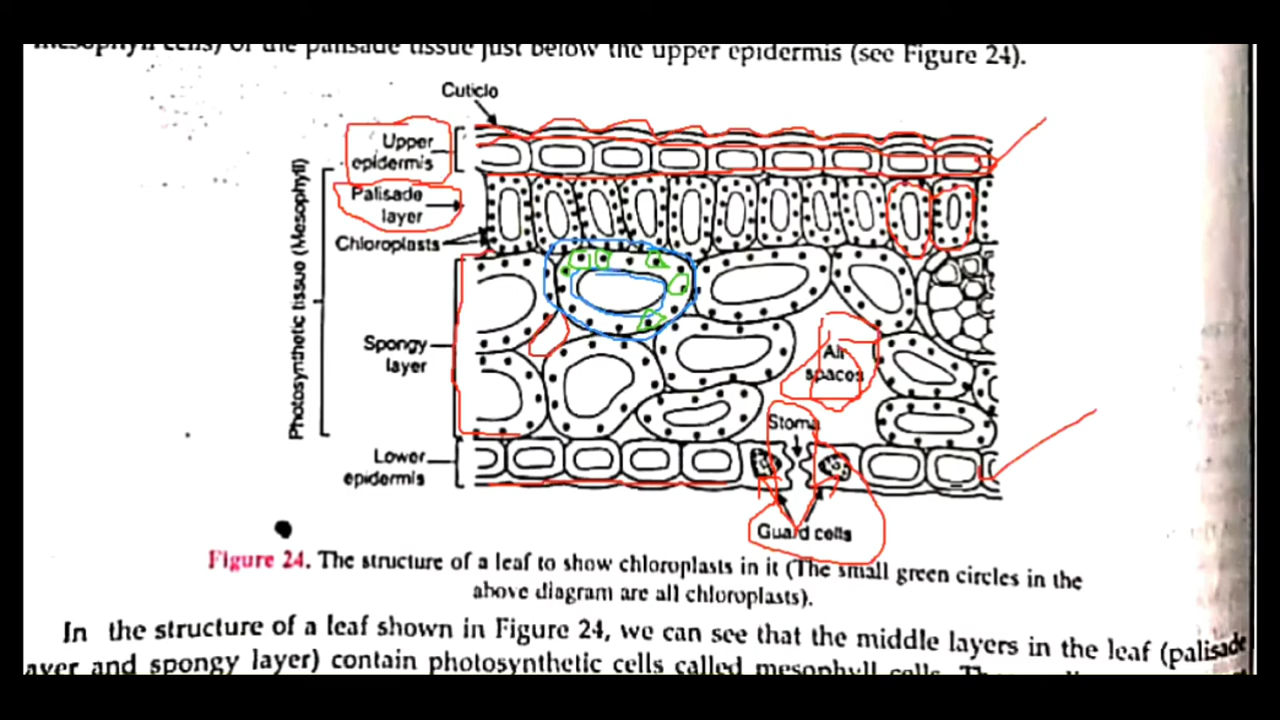 mesophyll cells) of the palisade tissue just below the upper epidermis (see Figure 24).
Cuticle
Upper
epidermis
Palisade
layer
Chloroplasts
Photosynthetic tissue (Mesophyll)
Spongy
layer
Air
spaces
Stoma
Lower
epidermis
Guard cells
Figure 24. The structure of a leaf to show chloroplasts in it (The small green circles in the
above diagram are all chloroplasts).
In the structure of a leaf shown in Figure 24, we can see that the middle layers in the leaf (palisade
ayer and spongy layer) contain photosynthetic cells called mesophyll cells.